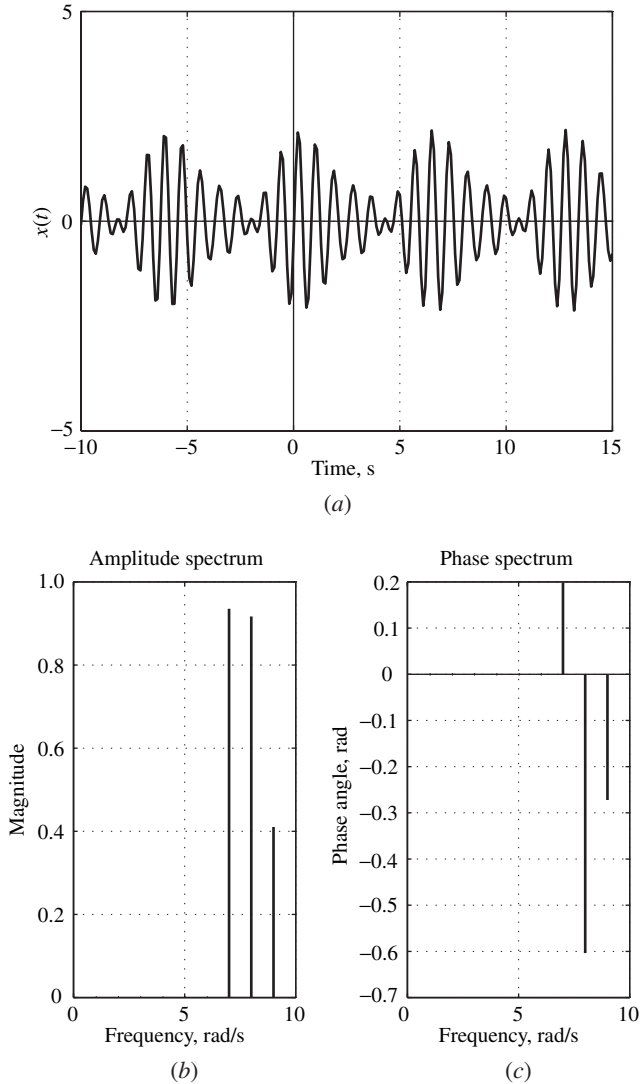 5
x(t)
0
−5
−10
−5
0
5
10
15
Time, s
(a)
Amplitude spectrum
1.0
0.8
0.6
0.4
0.2
0
Magnitude
0
5
10
Frequency, rad/s
(b)
Phase spectrum
0.2
0.1
0
−0.1
−0.2
−0.3
−0.4
−0.5
−0.6
−0.7
Phase angle, rad
0
5
10
Frequency, rad/s
(c)